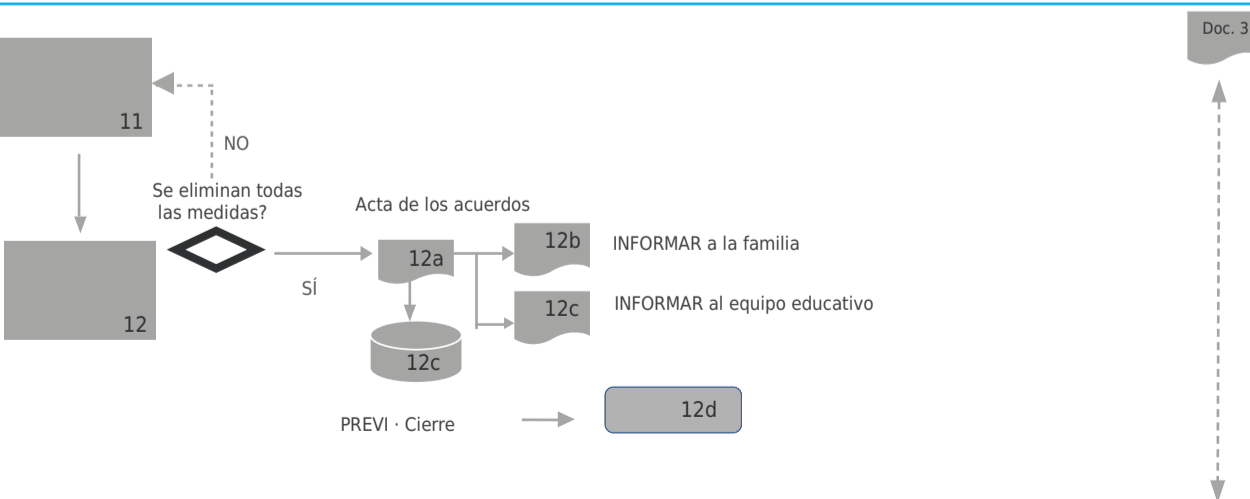 Doc. 3
11
NO
Se eliminan todas
las medidas?
Acta de los acuerdos
12a
12b
INFORMAR a la familia
SÍ
12c
INFORMAR al equipo educativo
12
12c
PREVI · Cierre
12d